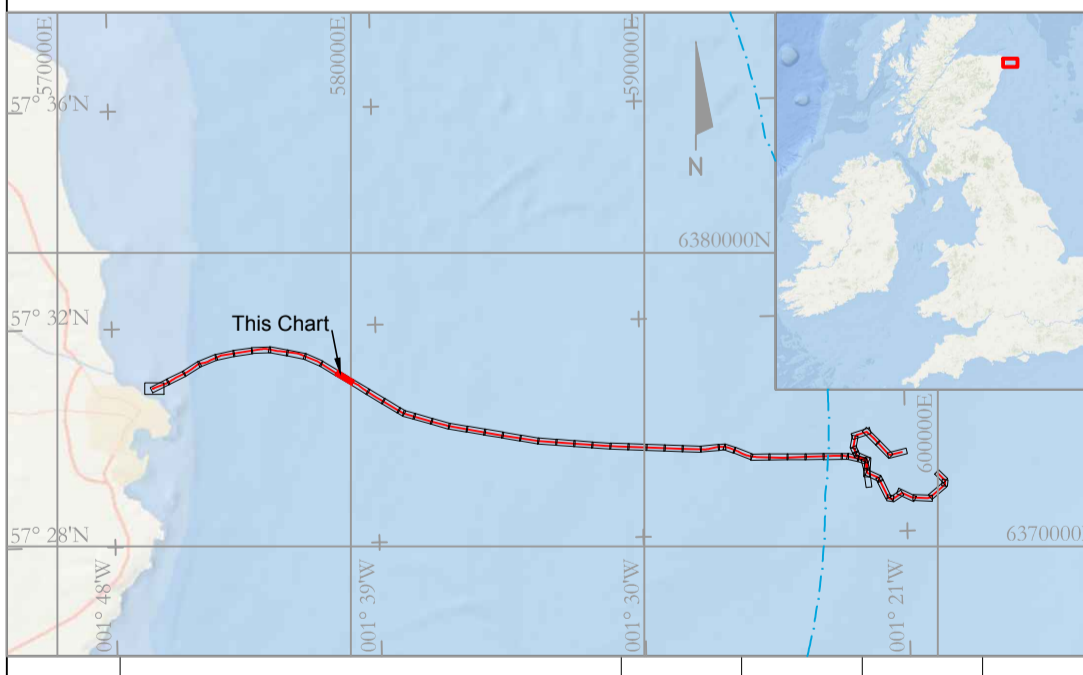 570000E
580000E
590000E
57° 36'N
N
6380000N
57° 32'N
This Chart
600000E
57° 28'N
6370000
001° 48'W
001° 39'W
001° 30'W
001° 21'W